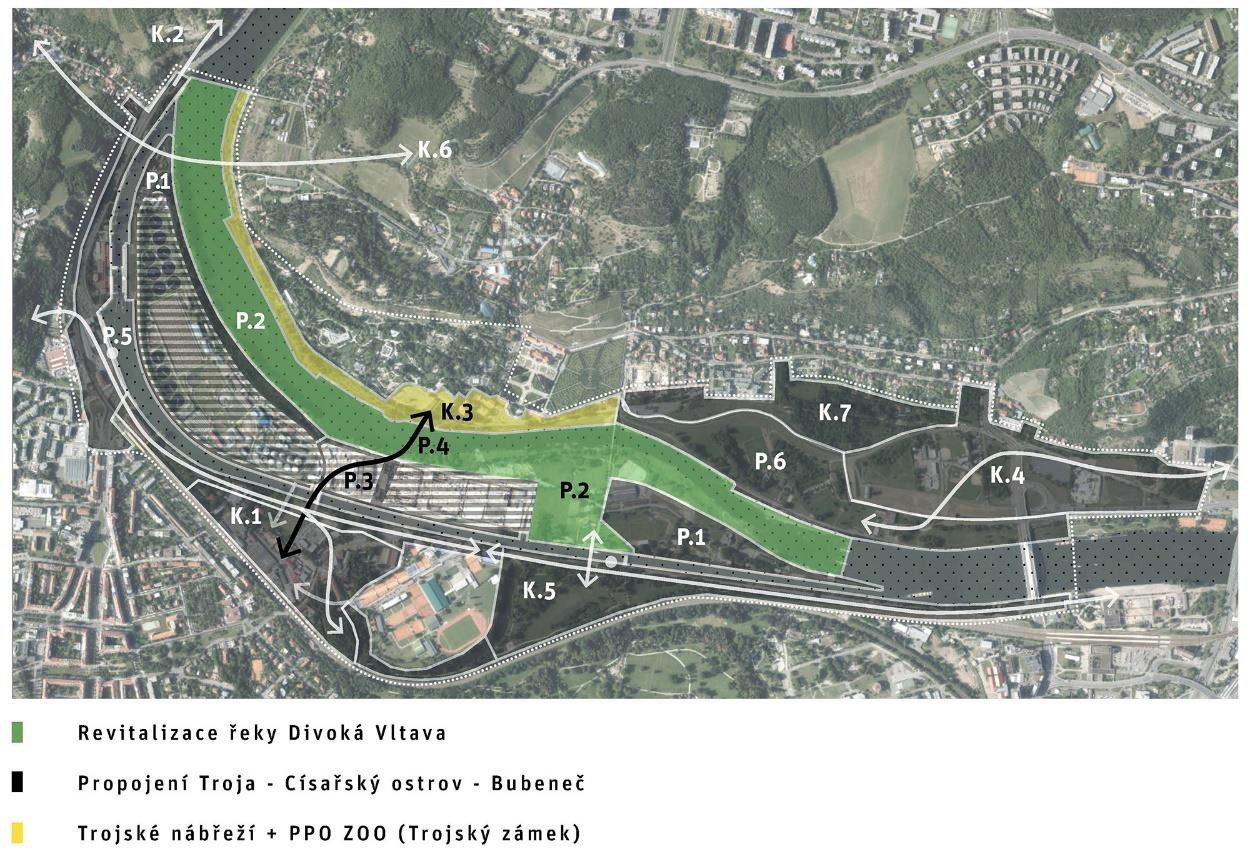 K.2
K.6
P.1
P.2
P.5
K.3
K.7
P.4
P.6
P.3
K.4
P.2
K.1
P.1
K.5
Revitalizace řeky Divoká Vltava
Propojení Troja - Císařský ostrov - Bubeneč
Trojské nábřeží + PPO ZOO (Trojský zámek)